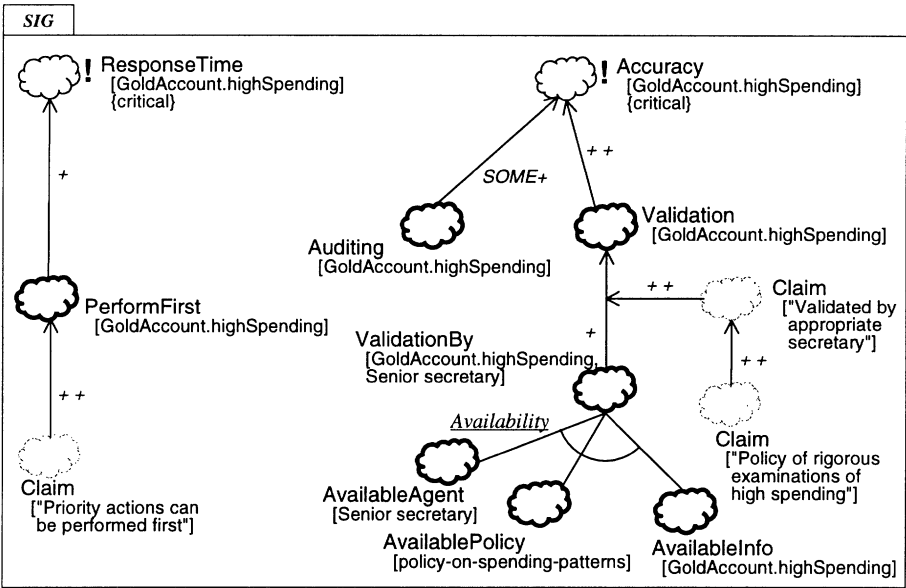 SIG
! ResponseTime
[GoldAccount.highSpending]
{critical}
! Accuracy
[GoldAccount.highSpending]
{critical}
+
SOME+
+ +
Auditing
[GoldAccount.highSpending]
Validation
[GoldAccount.highSpending]
PerformFirst
[GoldAccount.highSpending]
+ +
Claim
["Validated by
appropriate
secretary"]
+
ValidationBy
[GoldAccount.highSpending,
Senior secretary]
+ +
+ +
Availability
Claim
["Policy of rigorous
examinations of
high spending"]
Claim
["Priority actions can
be performed first"]
AvailableAgent
[Senior secretary]
AvailablePolicy
[policy-on-spending-patterns]
AvailableInfo
[GoldAccount.highSpending]